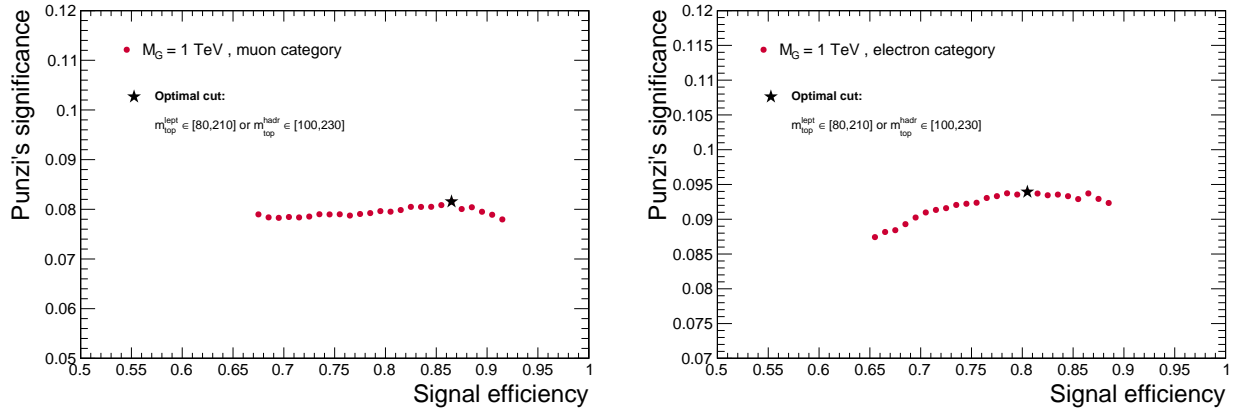 Punzi's significance
0.12
0.11
0.1
0.09
0.08
0.07
0.06
0.05
M_G = 1 TeV , muon category
Optimal cut:
m_top^lept ∈ [80,210] or m_top^hadr ∈ [100,230]
0.5 0.55 0.6 0.65 0.7 0.75 0.8 0.85 0.9 0.95 1
Signal efficiency
Punzi's significance
0.12
0.115
0.11
0.105
0.1
0.095
0.09
0.085
0.08
0.075
0.07
M_G = 1 TeV , electron category
Optimal cut:
m_top^lept ∈ [80,210] or m_top^hadr ∈ [100,230]
0.5 0.55 0.6 0.65 0.7 0.75 0.8 0.85 0.9 0.95 1
Signal efficiency